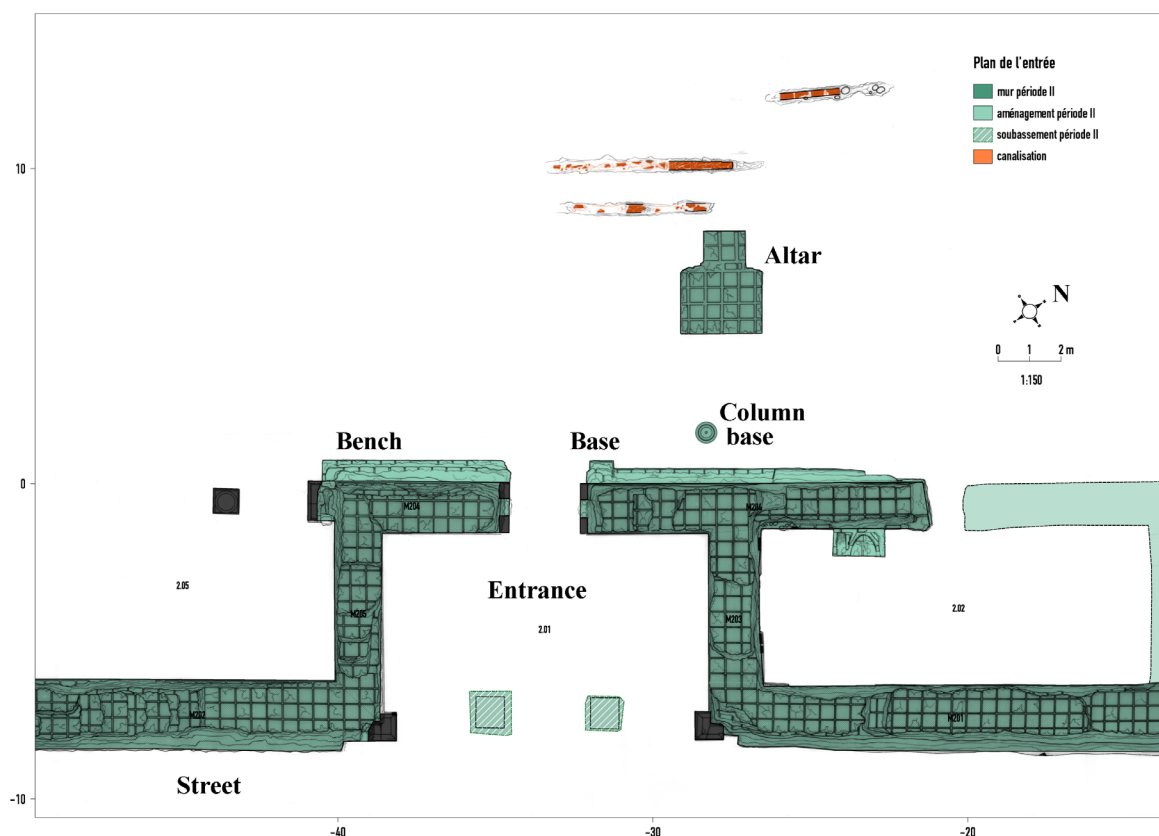 Plan de l'entrée
mur période II
aménagement période II
soubassement période II
canalisation
10
Altar
N
0 1 2 m
1:150
Column
base
Bench
Base
0
M204
M204
2.05
Entrance
M205
M203
2.02
2.01
M202
M201
Street
-10
-40
-30
-20